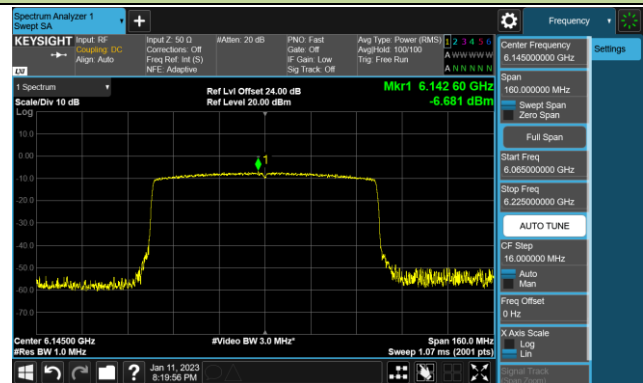 Spectrum Analyzer 1
Swept SA
Frequency
KEYSIGHT
Input: RF
Coupling: DC
Align: Auto
Input Z: 50 Ω
Corrections: Off
Freq Ref: Int (S)
NFE: Adaptive
#Atten: 20 dB
PNO: Fast
Gate: Off
IF Gain: Low
Sig Track: Off
Avg Type: Power (RMS)
Avg|Hold: 100/100
Trig: Free Run
1 2 3 4 5 6
A W W W W W
A N N N N N
LXI
Center Frequency
6.145000000 GHz
Settings
Span
160.000000 MHz
Swept Span
Zero Span
Full Span
Start Freq
6.065000000 GHz
Stop Freq
6.225000000 GHz
AUTO TUNE
CF Step
16.000000 MHz
Auto
Man
Freq Offset
0 Hz
X Axis Scale
Log
Lin
Signal Track
(Span Zoom)
1 Spectrum
Scale/Div 10 dB
Log
Ref Lvl Offset 24.00 dB
Ref Level 20.00 dBm
Mkr1 6.142 60 GHz
-6.681 dBm
1
10.0
0.00
-10.0
-20.0
-30.0
-40.0
-50.0
-60.0
-70.0
Center 6.14500 GHz
#Res BW 1.0 MHz
#Video BW 3.0 MHz*
Span 160.0 MHz
Sweep 1.07 ms (2001 pts)
?
Jan 11, 2023
8:19:56 PM